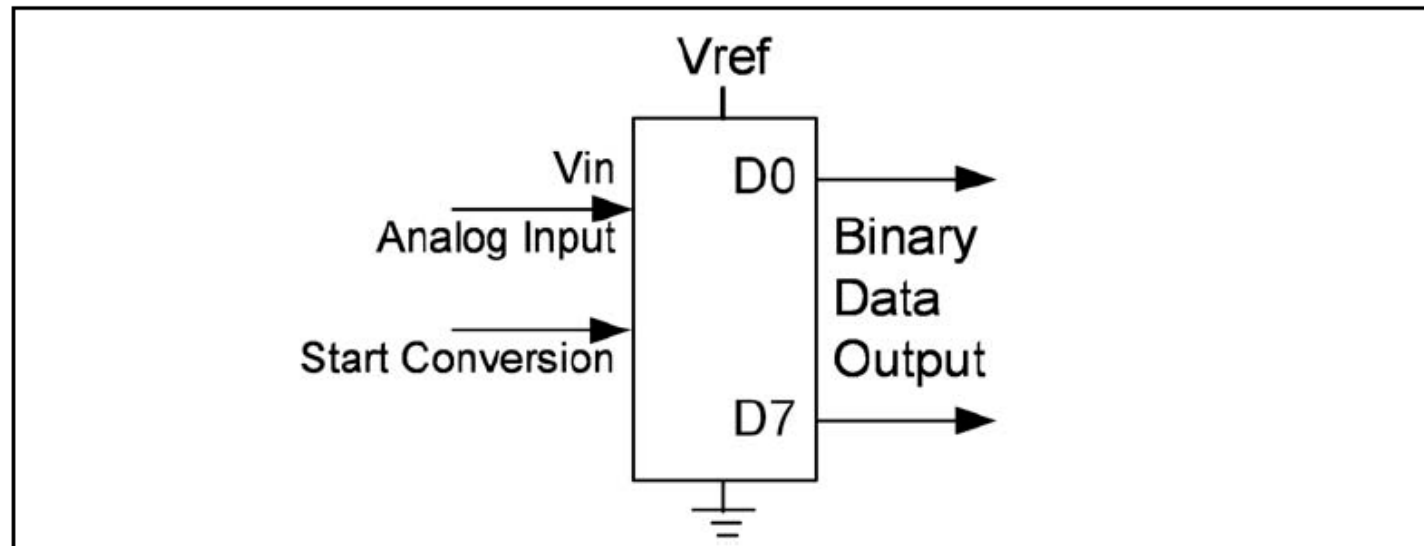 Vref
Vin
Analog Input
Start Conversion
D0
Binary
Data
Output
D7